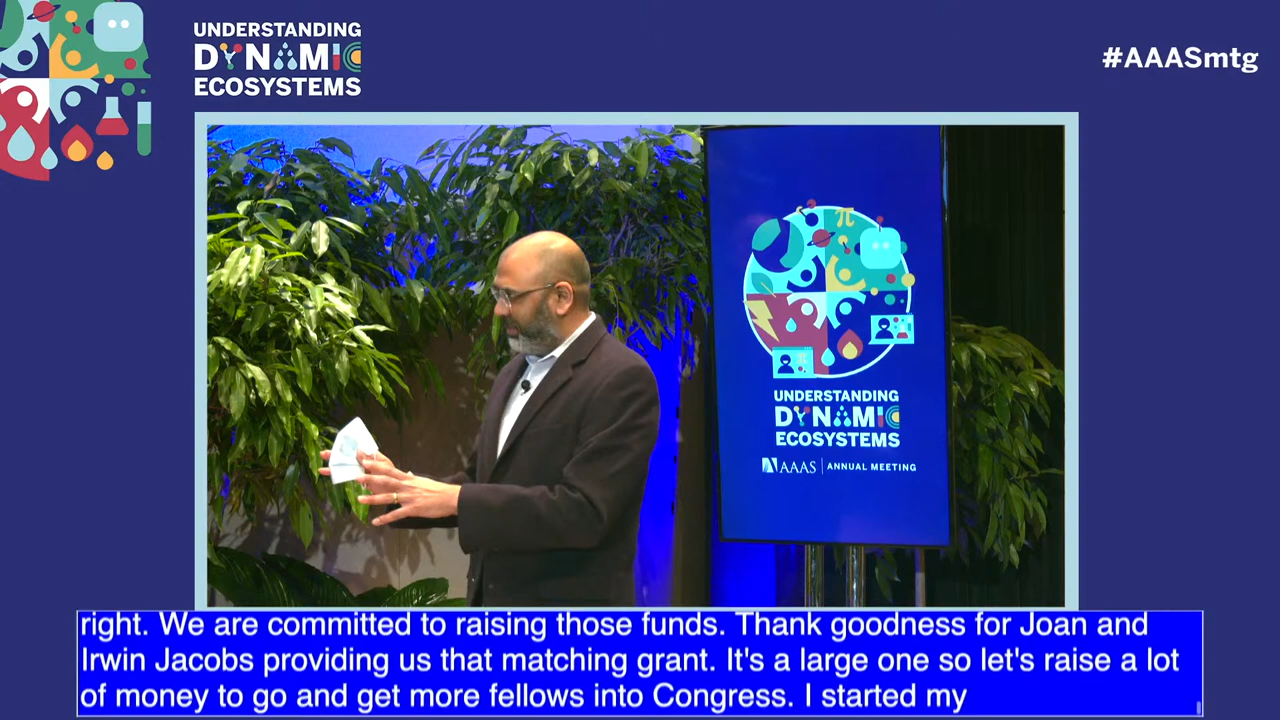 UNDERSTANDING
DYNAMIC
ECOSYSTEMS
#AAASmtg
π
UNDERSTANDING
DYNAMIC
ECOSYSTEMS
AAAS | ANNUAL MEETING
right. We are committed to raising those funds. Thank goodness for Joan and
Irwin Jacobs providing us that matching grant. It's a large one so let's raise a lot
of money to go and get more fellows into Congress. I started my